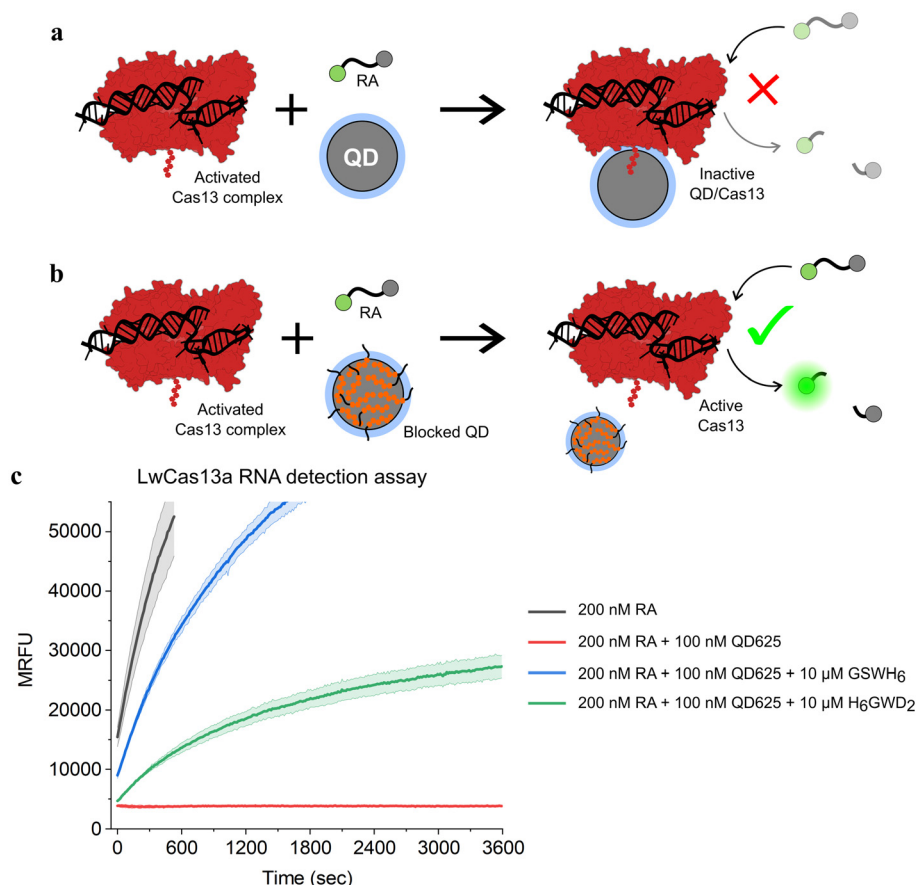 a
RA
QD
Activated
Cas13 complex
Inactive
QD/Cas13
b
RA
Activated
Cas13 complex
Blocked QD
Active
Cas13
c
LwCas13a RNA detection assay
50000
40000
30000
20000
10000
0
MRFU
0 600 1200 1800 2400 3000 3600
Time (sec)
200 nM RA
200 nM RA + 100 nM QD625
200 nM RA + 100 nM QD625 + 10 µM GSWH₆
200 nM RA + 100 nM QD625 + 10 µM H₆GWD₂